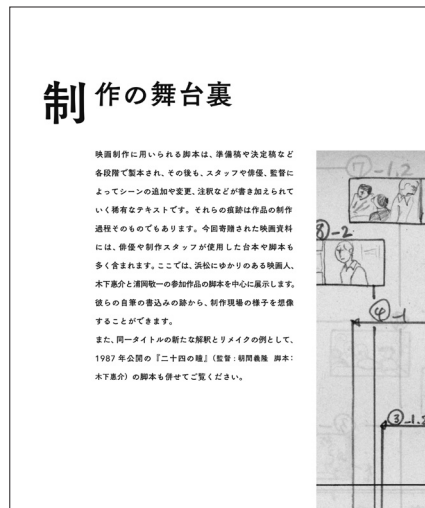 制作の舞台裏
映画制作に用いられる脚本は、準備稿や決定稿など
各段階で製本され、その後も、スタッフや俳優、監督に
よってシーンの追加や変更、注釈などが書き加えられて
いく稀有なテキストです。それらの痕跡は作品の制作
過程そのものでもあります。今回寄贈された映画資料
には、俳優や制作スタッフが使用した台本や脚本も
多く含まれます。ここでは、浜松にゆかりのある映画人、
木下惠介と浦岡敬一の参加作品の脚本を中心に展示します。
彼らの自筆の書込みの跡から、制作現場の様子を想像
することができます。
また、同一タイトルの新たな解釈とリメイクの例として、
1987年公開の『二十四の瞳』（監督：朝間義隆 脚本：
木下惠介）の脚本も併せてご覧ください。
⑦-1,2
⑧-2
④-1
③-1.2